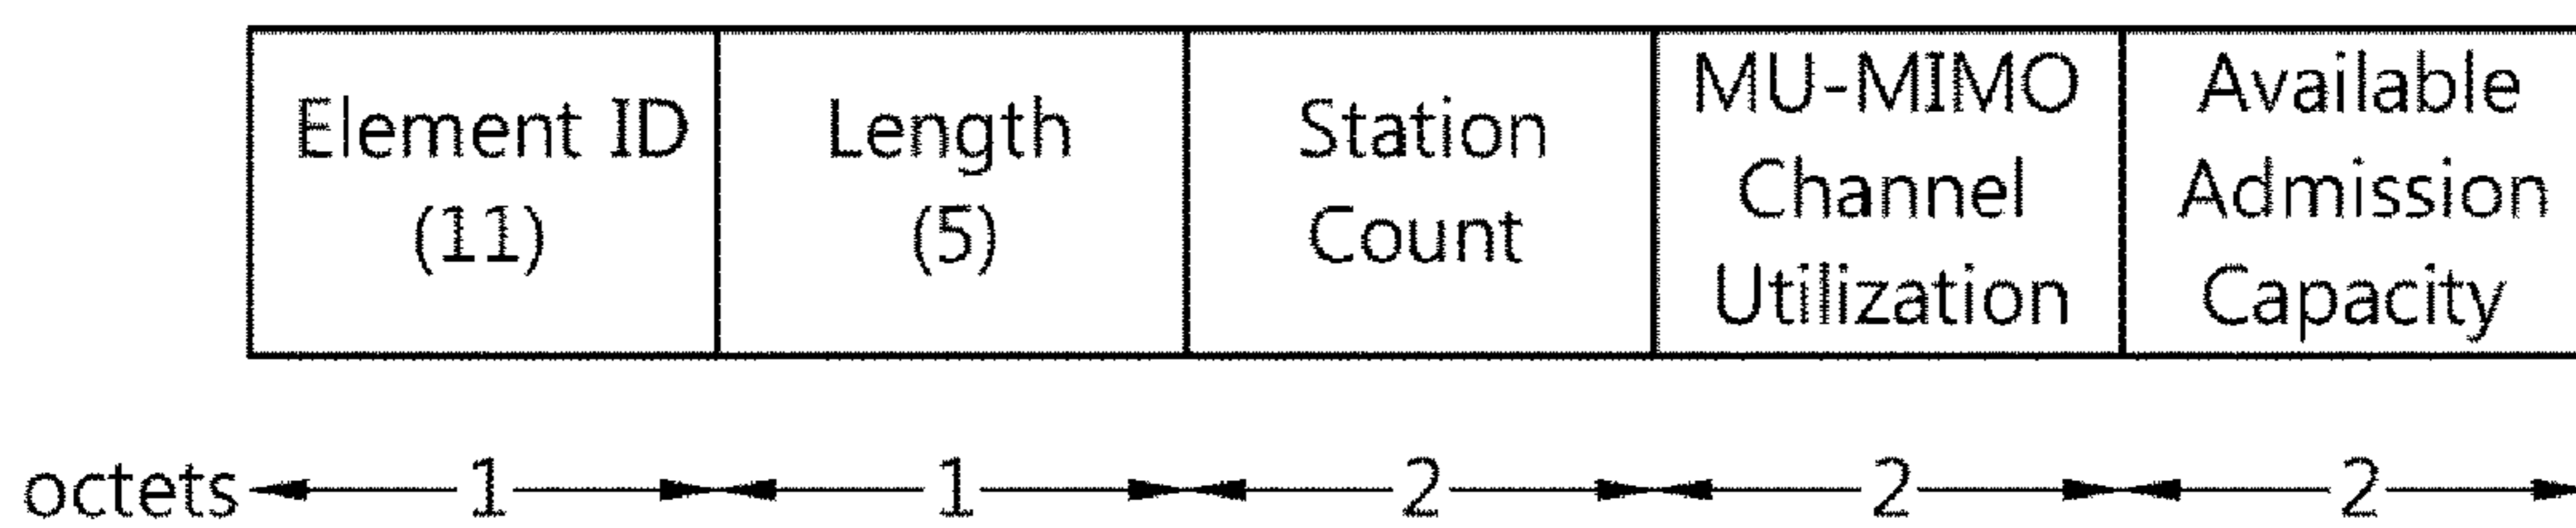 Element ID
(11)
Length
(5)
Station
Count
MU-MIMO
Channel
Utilization
Available
Admission
Capacity
octets 1 1 2 2 2